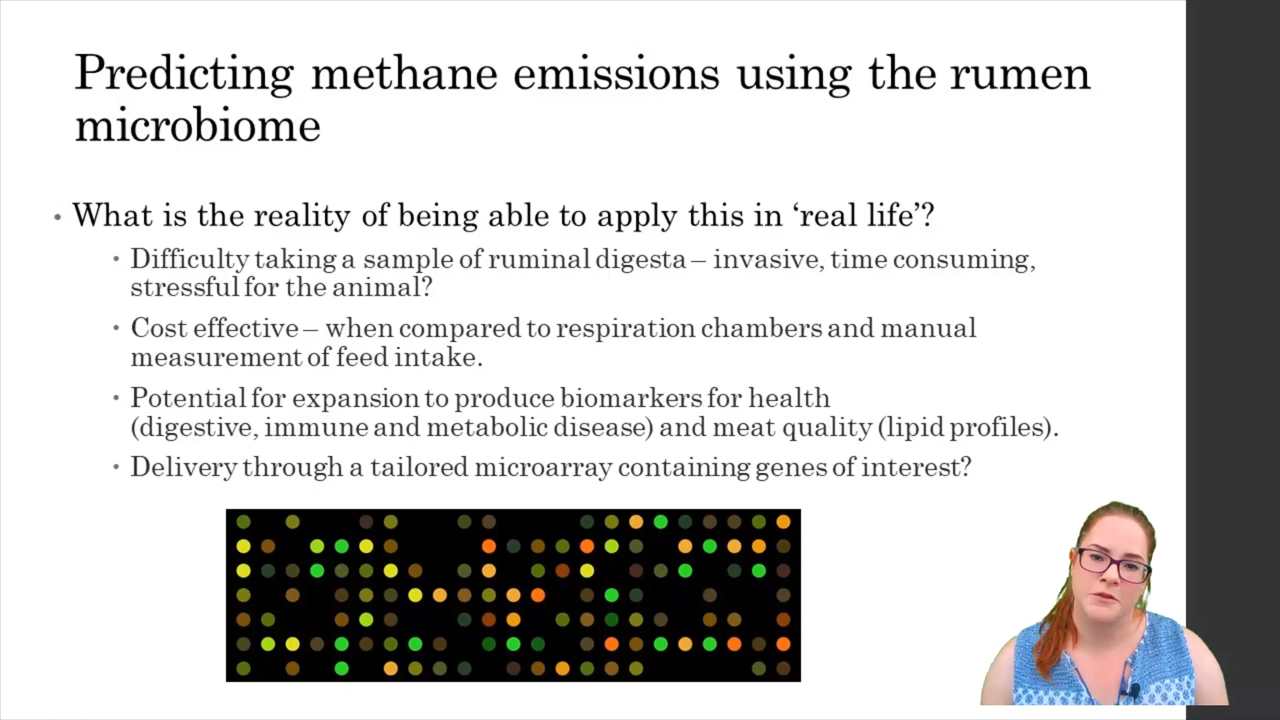 Predicting methane emissions using the rumen
microbiome
• What is the reality of being able to apply this in ‘real life’?
• Difficulty taking a sample of ruminal digesta – invasive, time consuming,
stressful for the animal?
• Cost effective – when compared to respiration chambers and manual
measurement of feed intake.
• Potential for expansion to produce biomarkers for health
(digestive, immune and metabolic disease) and meat quality (lipid profiles).
• Delivery through a tailored microarray containing genes of interest?